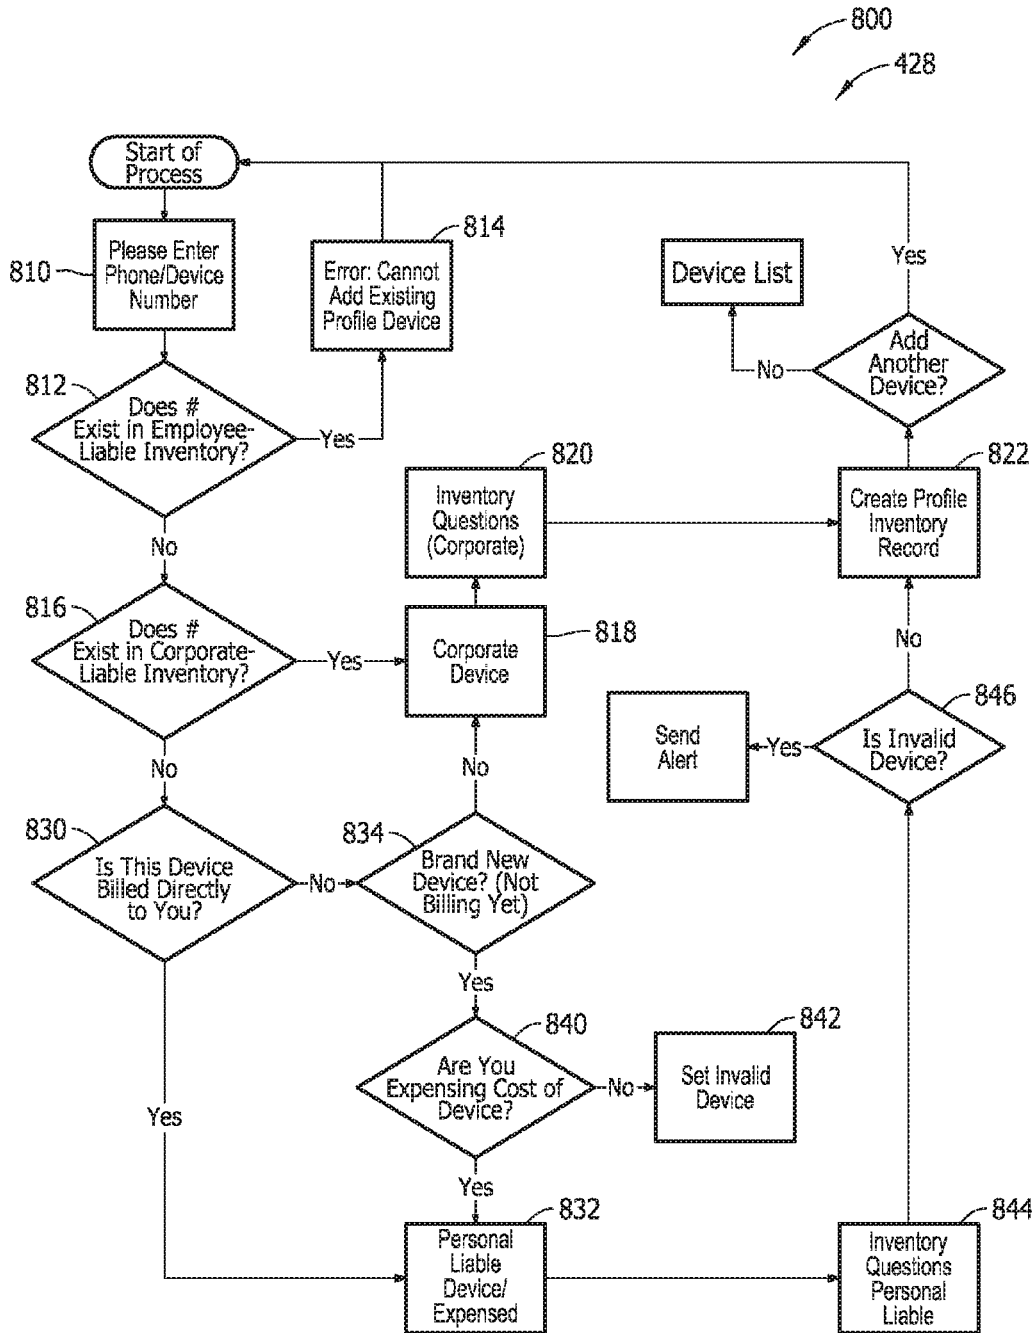 800
428
Start of
Process
814
810
Please Enter
Phone/Device
Number
Error: Cannot
Add Existing
Profile Device
Device List
Yes
Add
Another
Device?
No
812
Does #
Exist in Employee-
Liable Inventory?
Yes
820
822
Inventory
Questions
(Corporate)
Create Profile
Inventory
Record
No
816
Does #
Exist in Corporate-
Liable Inventory?
Yes
Corporate
Device
818
No
846
Send
Alert
Yes
Is Invalid
Device?
No
No
830
834
Is This Device
Billed Directly
to You?
No
Brand New
Device? (Not
Billing Yet)
Yes
840
842
Are You
Expensing Cost of
Device?
No
Set Invalid
Device
Yes
Yes
832
844
Personal
Liable
Device/
Expensed
Inventory
Questions
Personal
Liable